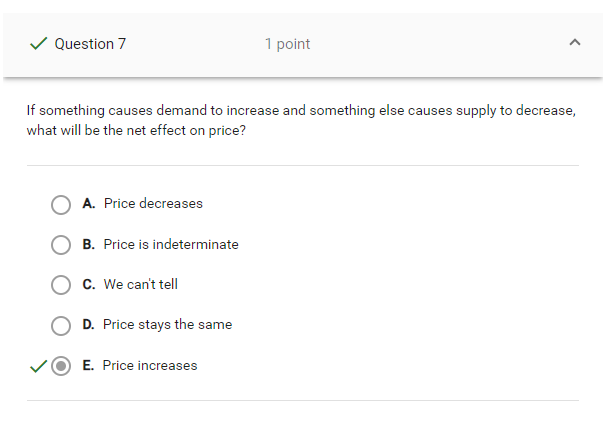 Question 7
1 point
If something causes demand to increase and something else causes supply to decrease,
what will be the net effect on price?
A. Price decreases
B. Price is indeterminate
C. We can't tell
D. Price stays the same
E. Price increases